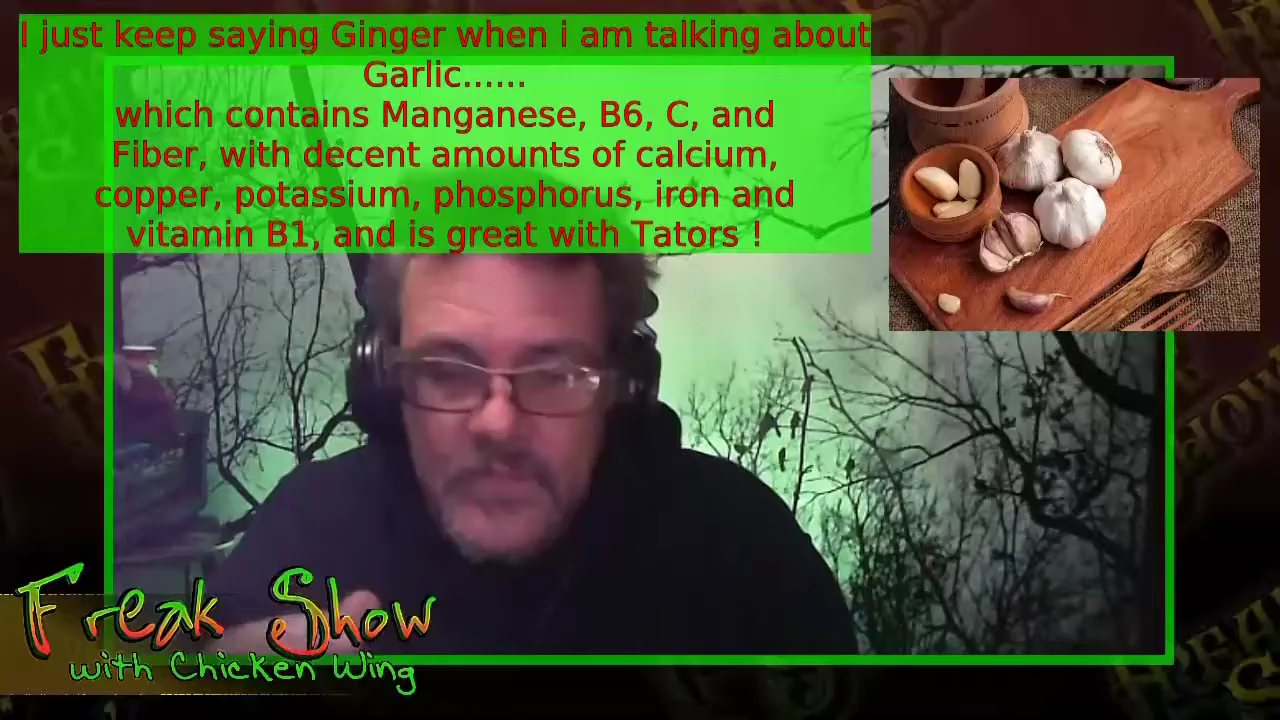 I just keep saying Ginger when i am talking about
Garlic......
which contains Manganese, B6, C, and
Fiber, with decent amounts of calcium,
copper, potassium, phosphorus, iron and
vitamin B1, and is great with Tators !
Freak Show
with Chicken Wing